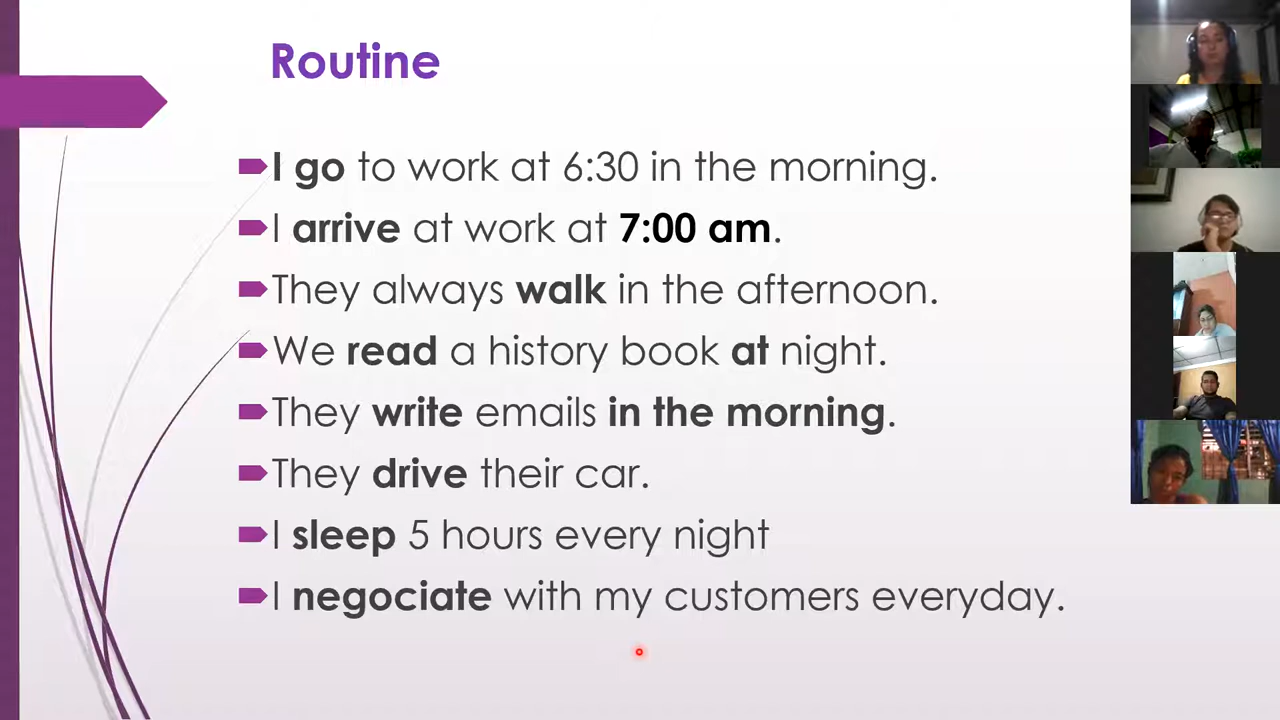 Routine
I go to work at 6:30 in the morning.
I arrive at work at 7:00 am.
They always walk in the afternoon.
We read a history book at night.
They write emails in the morning.
They drive their car.
I sleep 5 hours every night
I negociate with my customers everyday.